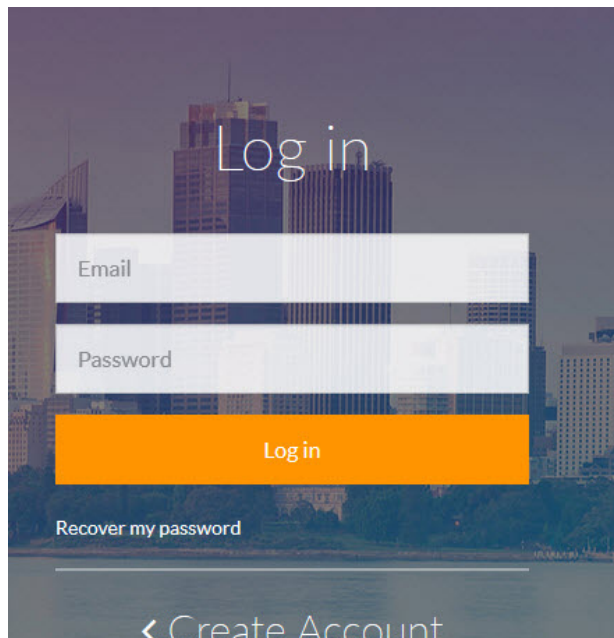 Log in
Email
Password
Log in
Recover my password
< Create Account